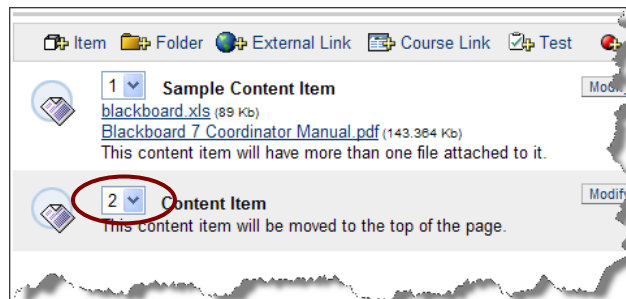 Item Folder External Link Course Link Test
1 Sample Content Item
blackboard.xls (89 Kb)
Blackboard 7 Coordinator Manual.pdf (143.364 Kb)
This content item will have more than one file attached to it.
2 Content Item Modify
This content item will be moved to the top of the page.